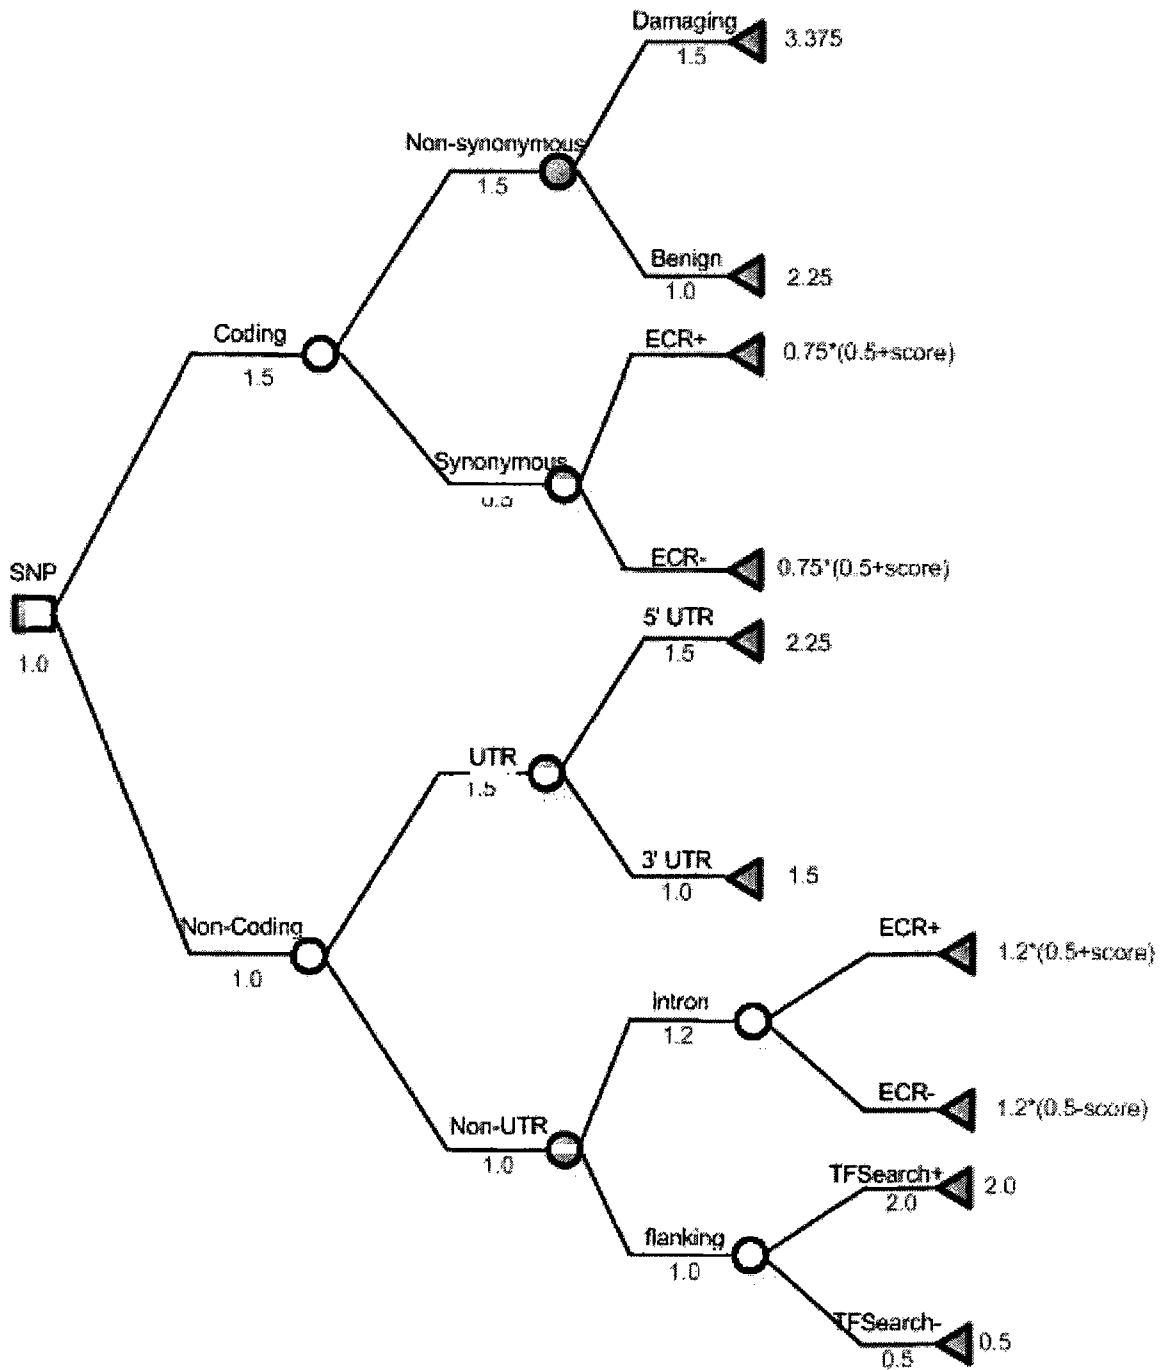 Damaging
1.5
3.375
Non-synonymous
1.5
Benign
1.0
2.25
Coding
1.5
ECR+
0.75*(0.5+score)
Synonymous
ECR-
0.75*(0.5+score)
SNP
1.0
5' UTR
1.5
2.25
UTR
1.5
3' UTR
1.0
1.5
Non-Coding
1.0
ECR+
1.2*(0.5+score)
Intron
1.2
ECR-
1.2*(0.5-score)
Non-UTR
1.0
TFSearch+
2.0
2.0
flanking
1.0
TFSearch-
0.5
0.5